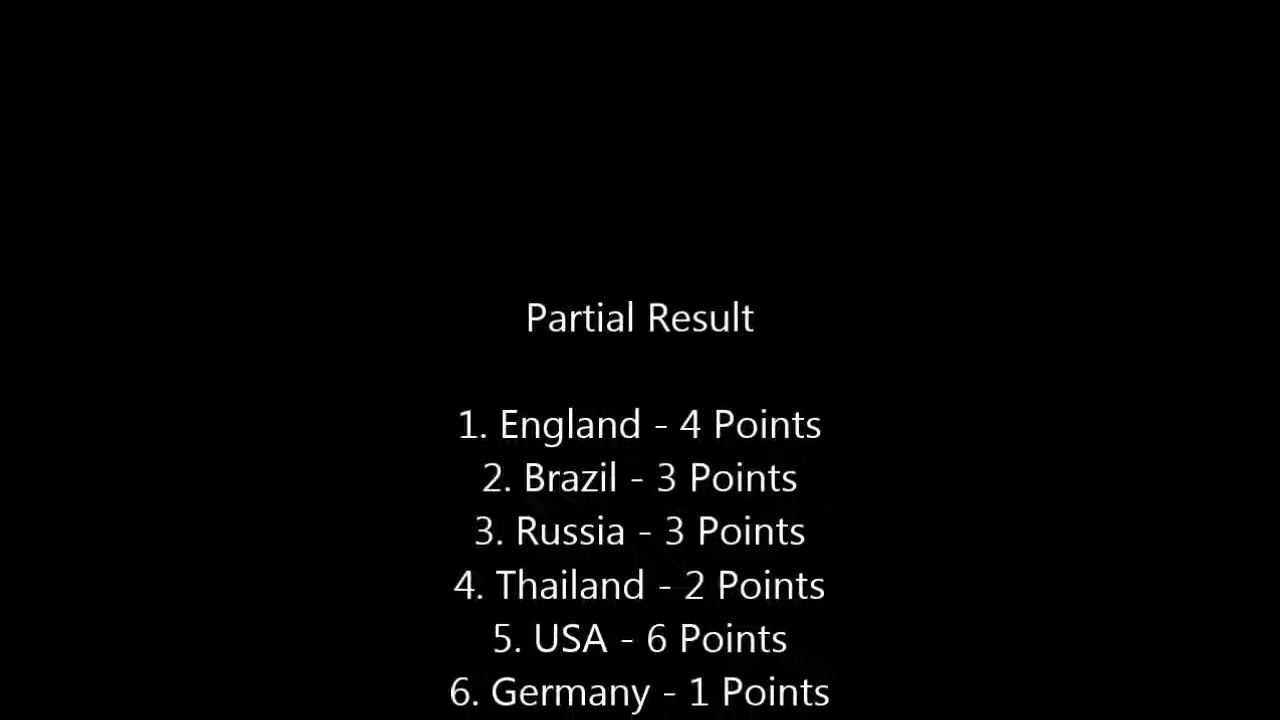 Partial Result
1. England - 4 Points
2. Brazil - 3 Points
3. Russia - 3 Points
4. Thailand - 2 Points
5. USA - 6 Points
6. Germany - 1 Points